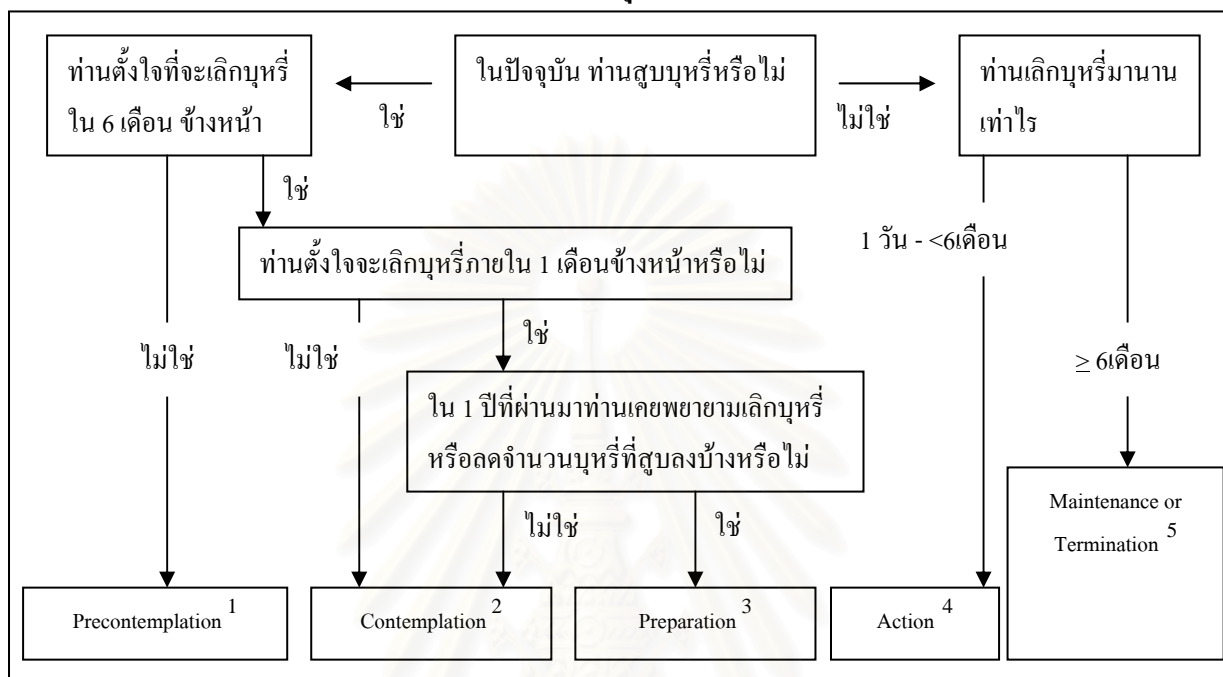 ท่านตั้งใจที่จะเลิกบุหรี่
ใน 6 เดือน ข้างหน้า
ใช่
ในปัจจุบัน ท่านสูบบุหรี่หรือไม่
ไม่ใช่
ท่านเลิกบุหรี่มานาน
เท่าไร
ใช่
1 วัน - <6เดือน
ท่านตั้งใจจะเลิกบุหรี่ภายใน 1 เดือนข้างหน้าหรือไม่
ใช่
ไม่ใช่
ไม่ใช่
≥ 6เดือน
ใน 1 ปีที่ผ่านมาท่านเคยพยายามเลิกบุหรี่
หรือลดจำนวนบุหรี่ที่สูบลงบ้างหรือไม่
ไม่ใช่
ใช่
Maintenance or
Termination 5
Precontemplation 1
Contemplation 2
Preparation 3
Action 4